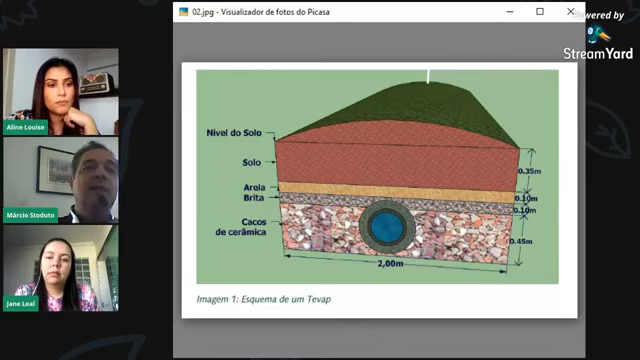 02.jpg - Visualizador de fotos do Picasa
Powered by
StreamYard
Aline Louise
Márcio Stoduto
Jane Leal
Nível do Solo
Solo
0.35m
Areia
0.10m
Brita
0.10m
Cacos
de cerâmica
0.45m
2,00m
Imagem 1: Esquema de um Tevap